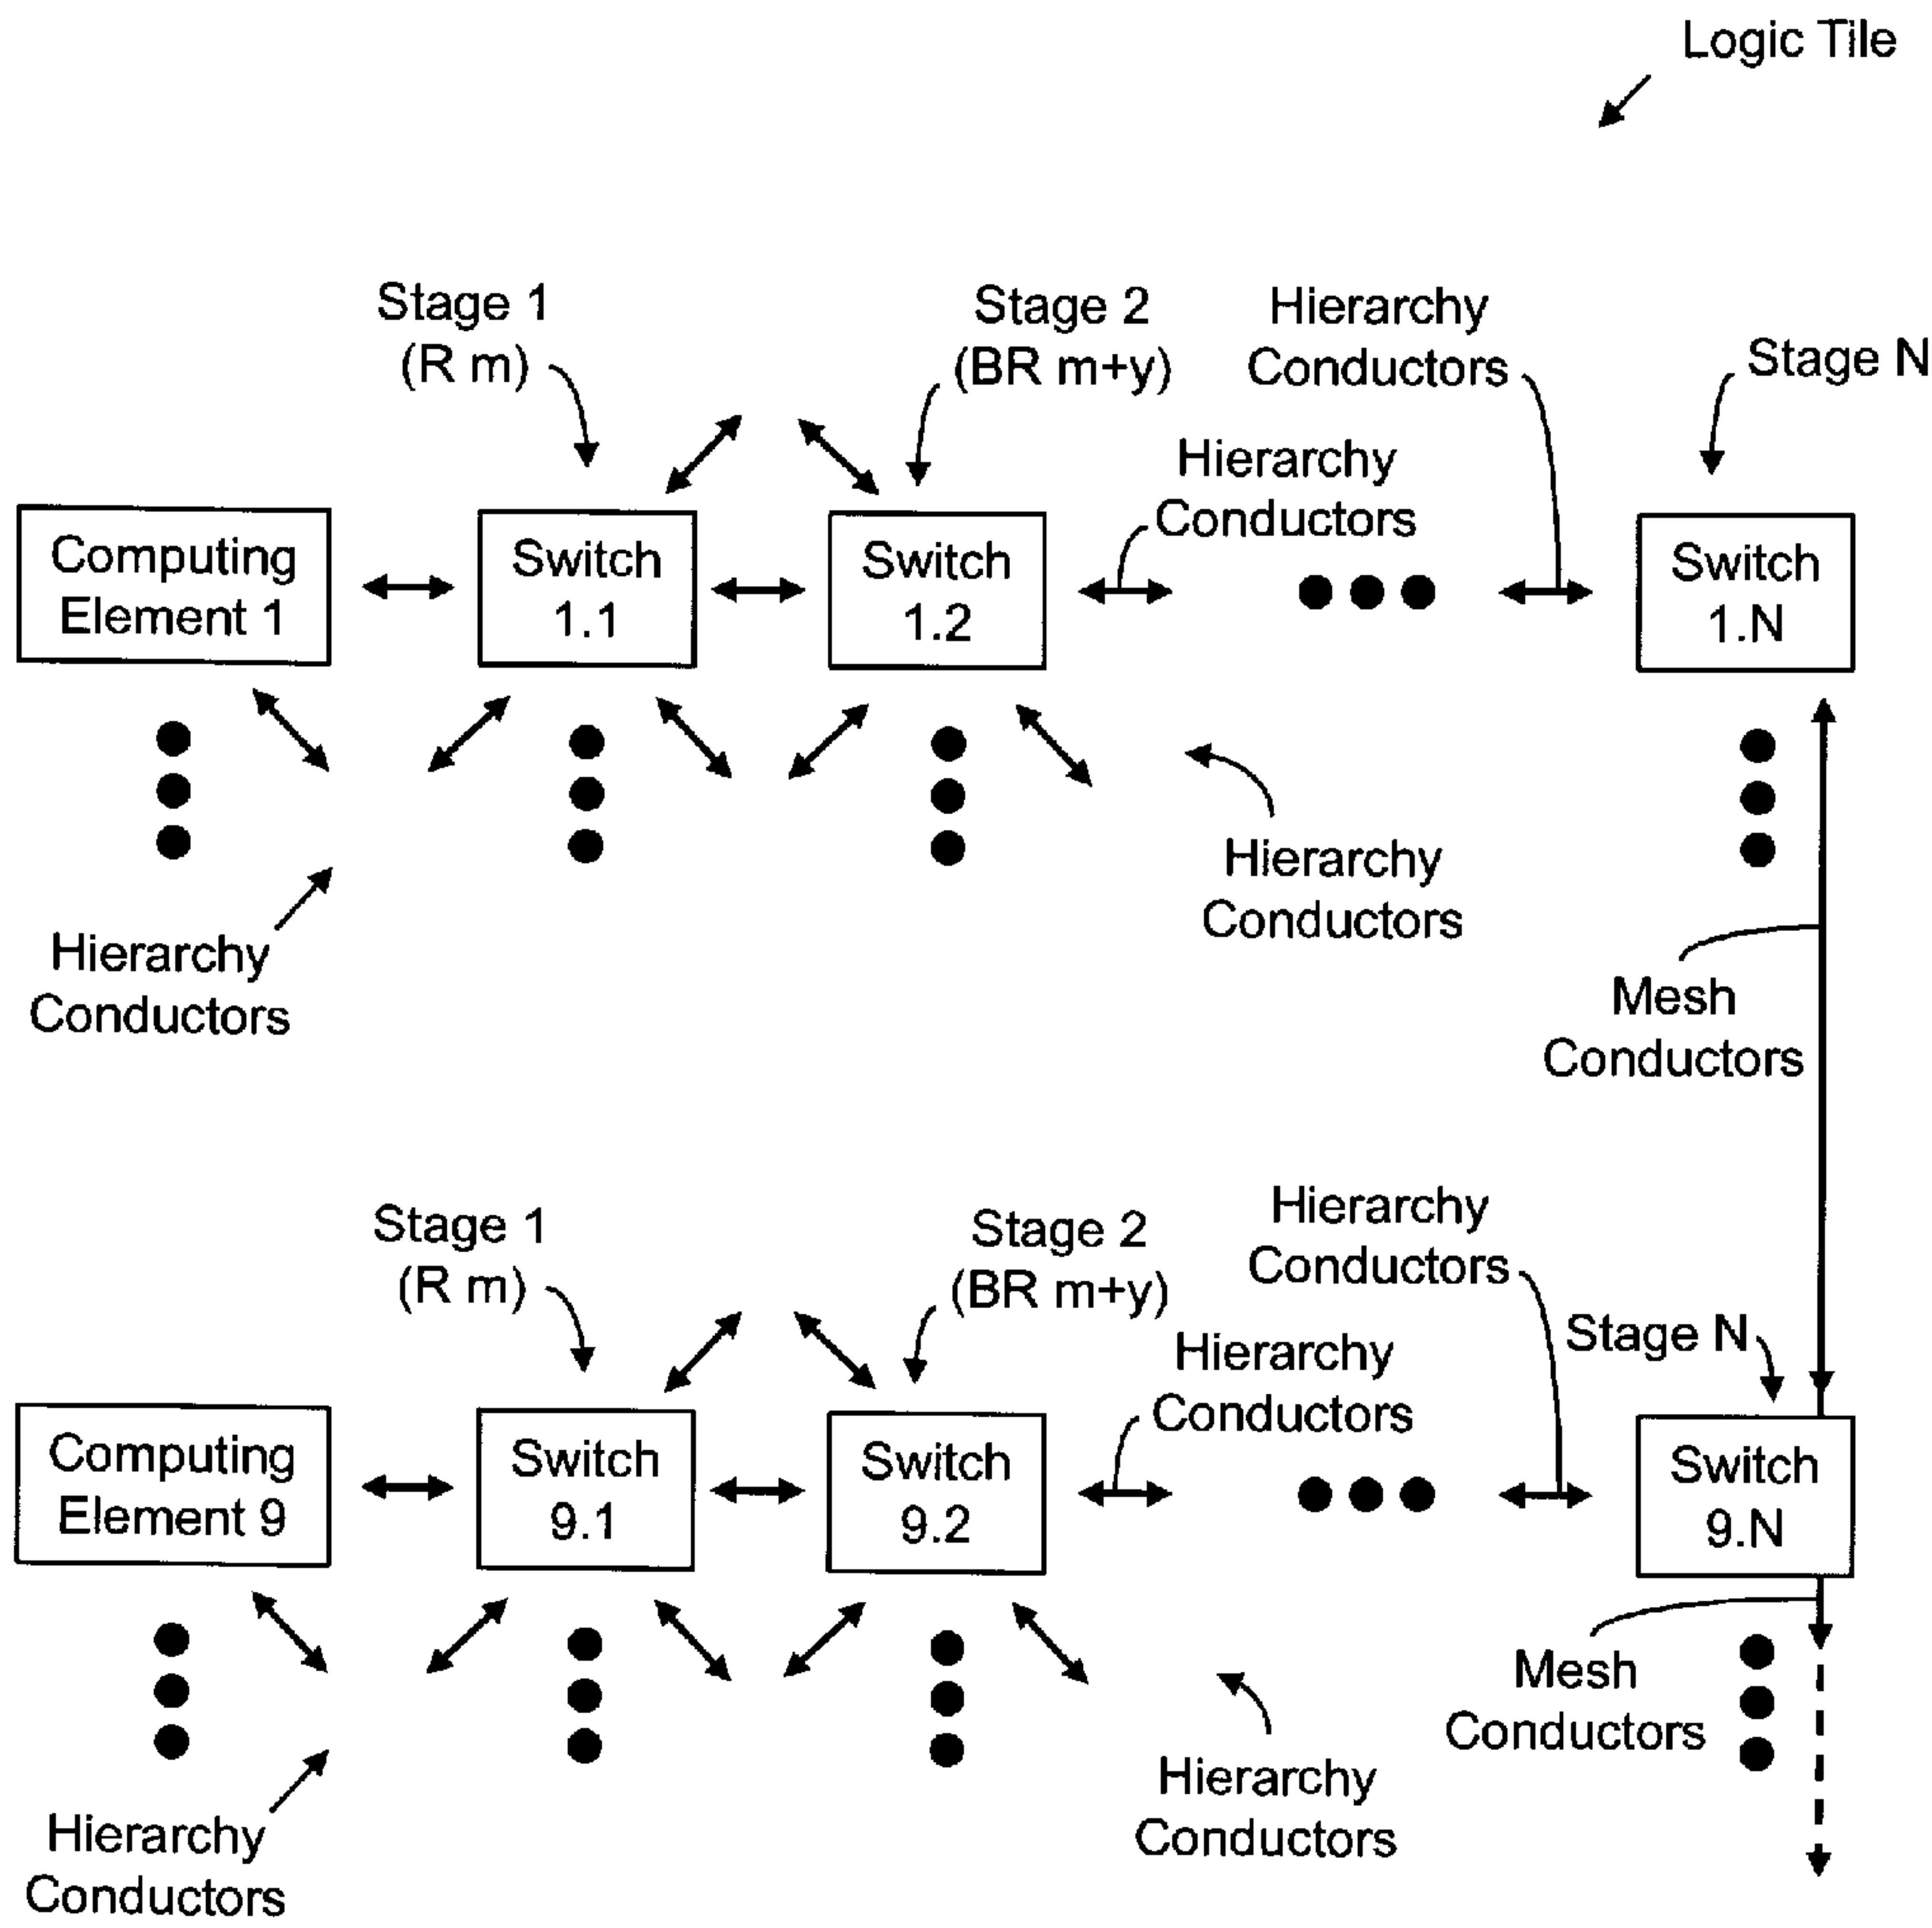 Logic Tile
Stage 1
(R m)
Stage 2
(BR m+y)
Hierarchy
Conductors
Stage N
Hierarchy
Conductors
Computing
Element 1
Switch
1.1
Switch
1.2
Switch
1.N
Hierarchy
Conductors
Hierarchy
Conductors
Mesh
Conductors
Stage 1
(R m)
Stage 2
(BR m+y)
Hierarchy
Conductors
Stage N
Hierarchy
Conductors
Computing
Element 9
Switch
9.1
Switch
9.2
Switch
9.N
Mesh
Conductors
Hierarchy
Conductors
Hierarchy
Conductors